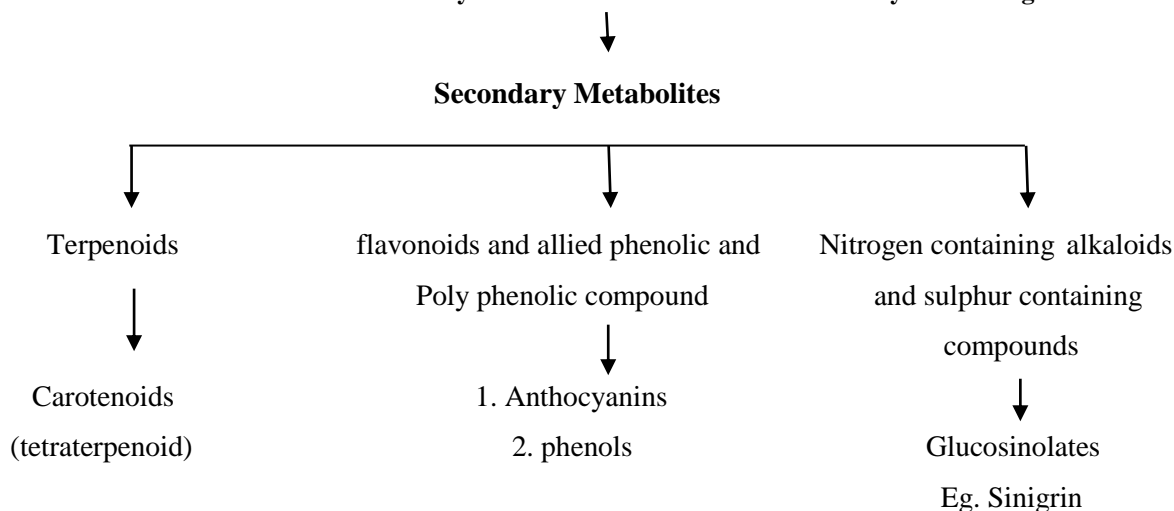 Secondary Metabolites
Terpenoids
flavonoids and allied phenolic and
Poly phenolic compound
Nitrogen containing alkaloids
and sulphur containing
compounds
Carotenoids
(tetraterpenoid)
1. Anthocyanins
2. phenols
Glucosinolates
Eg. Sinigrin